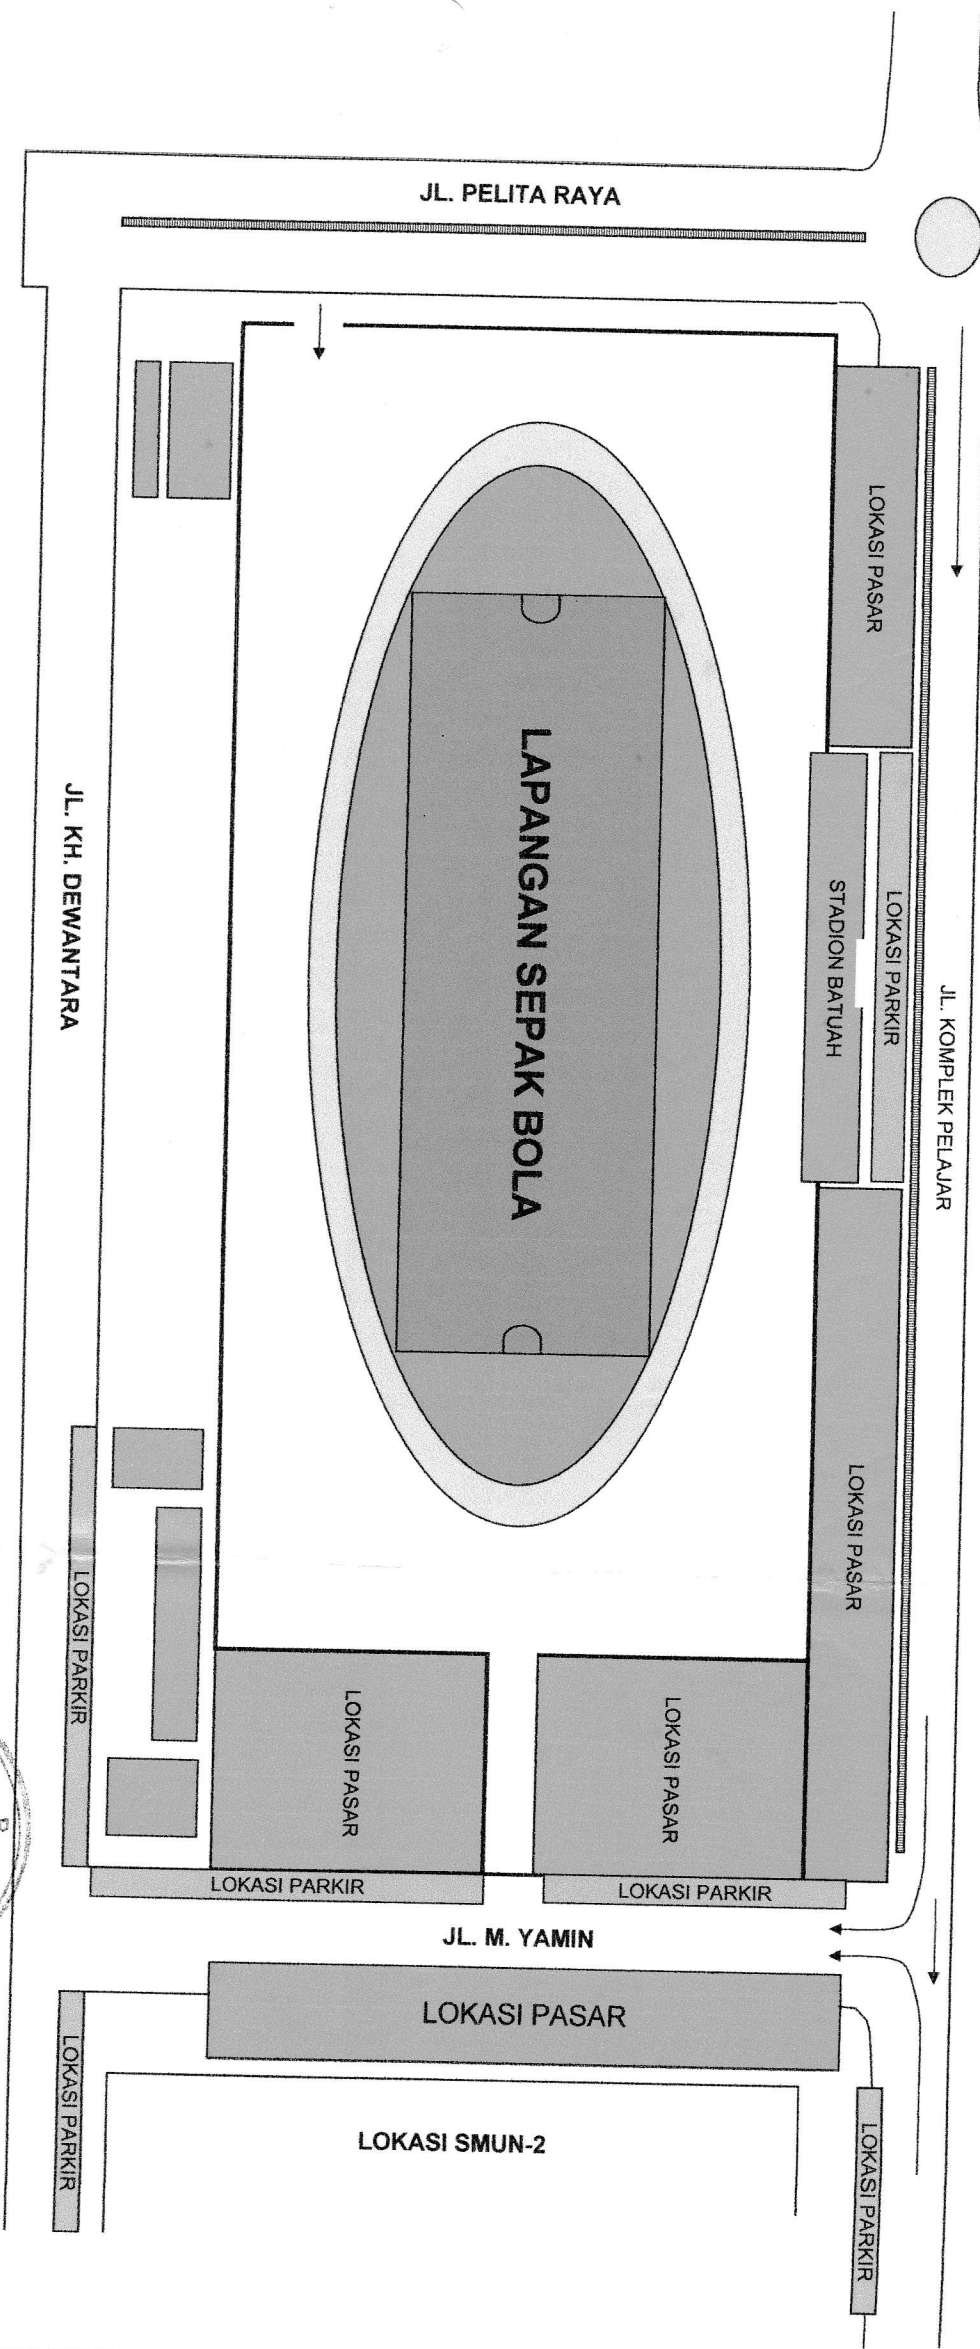 JL. PELITA RAYA
LOKASI PASAR
LAPANGAN SEPAK BOLA
STADION BATUAH
LOKASI PARKIR
JL. KOMPLEK PELAJAR
JL. KH. DEWANTARA
LOKASI PASAR
LOKASI PARKIR
LOKASI PASAR
LOKASI PASAR
LOKASI PARKIR
LOKASI PARKIR
JL. M. YAMIN
LOKASI PASAR
LOKASI PARKIR
LOKASI SMUN-2
LOKASI PARKIR